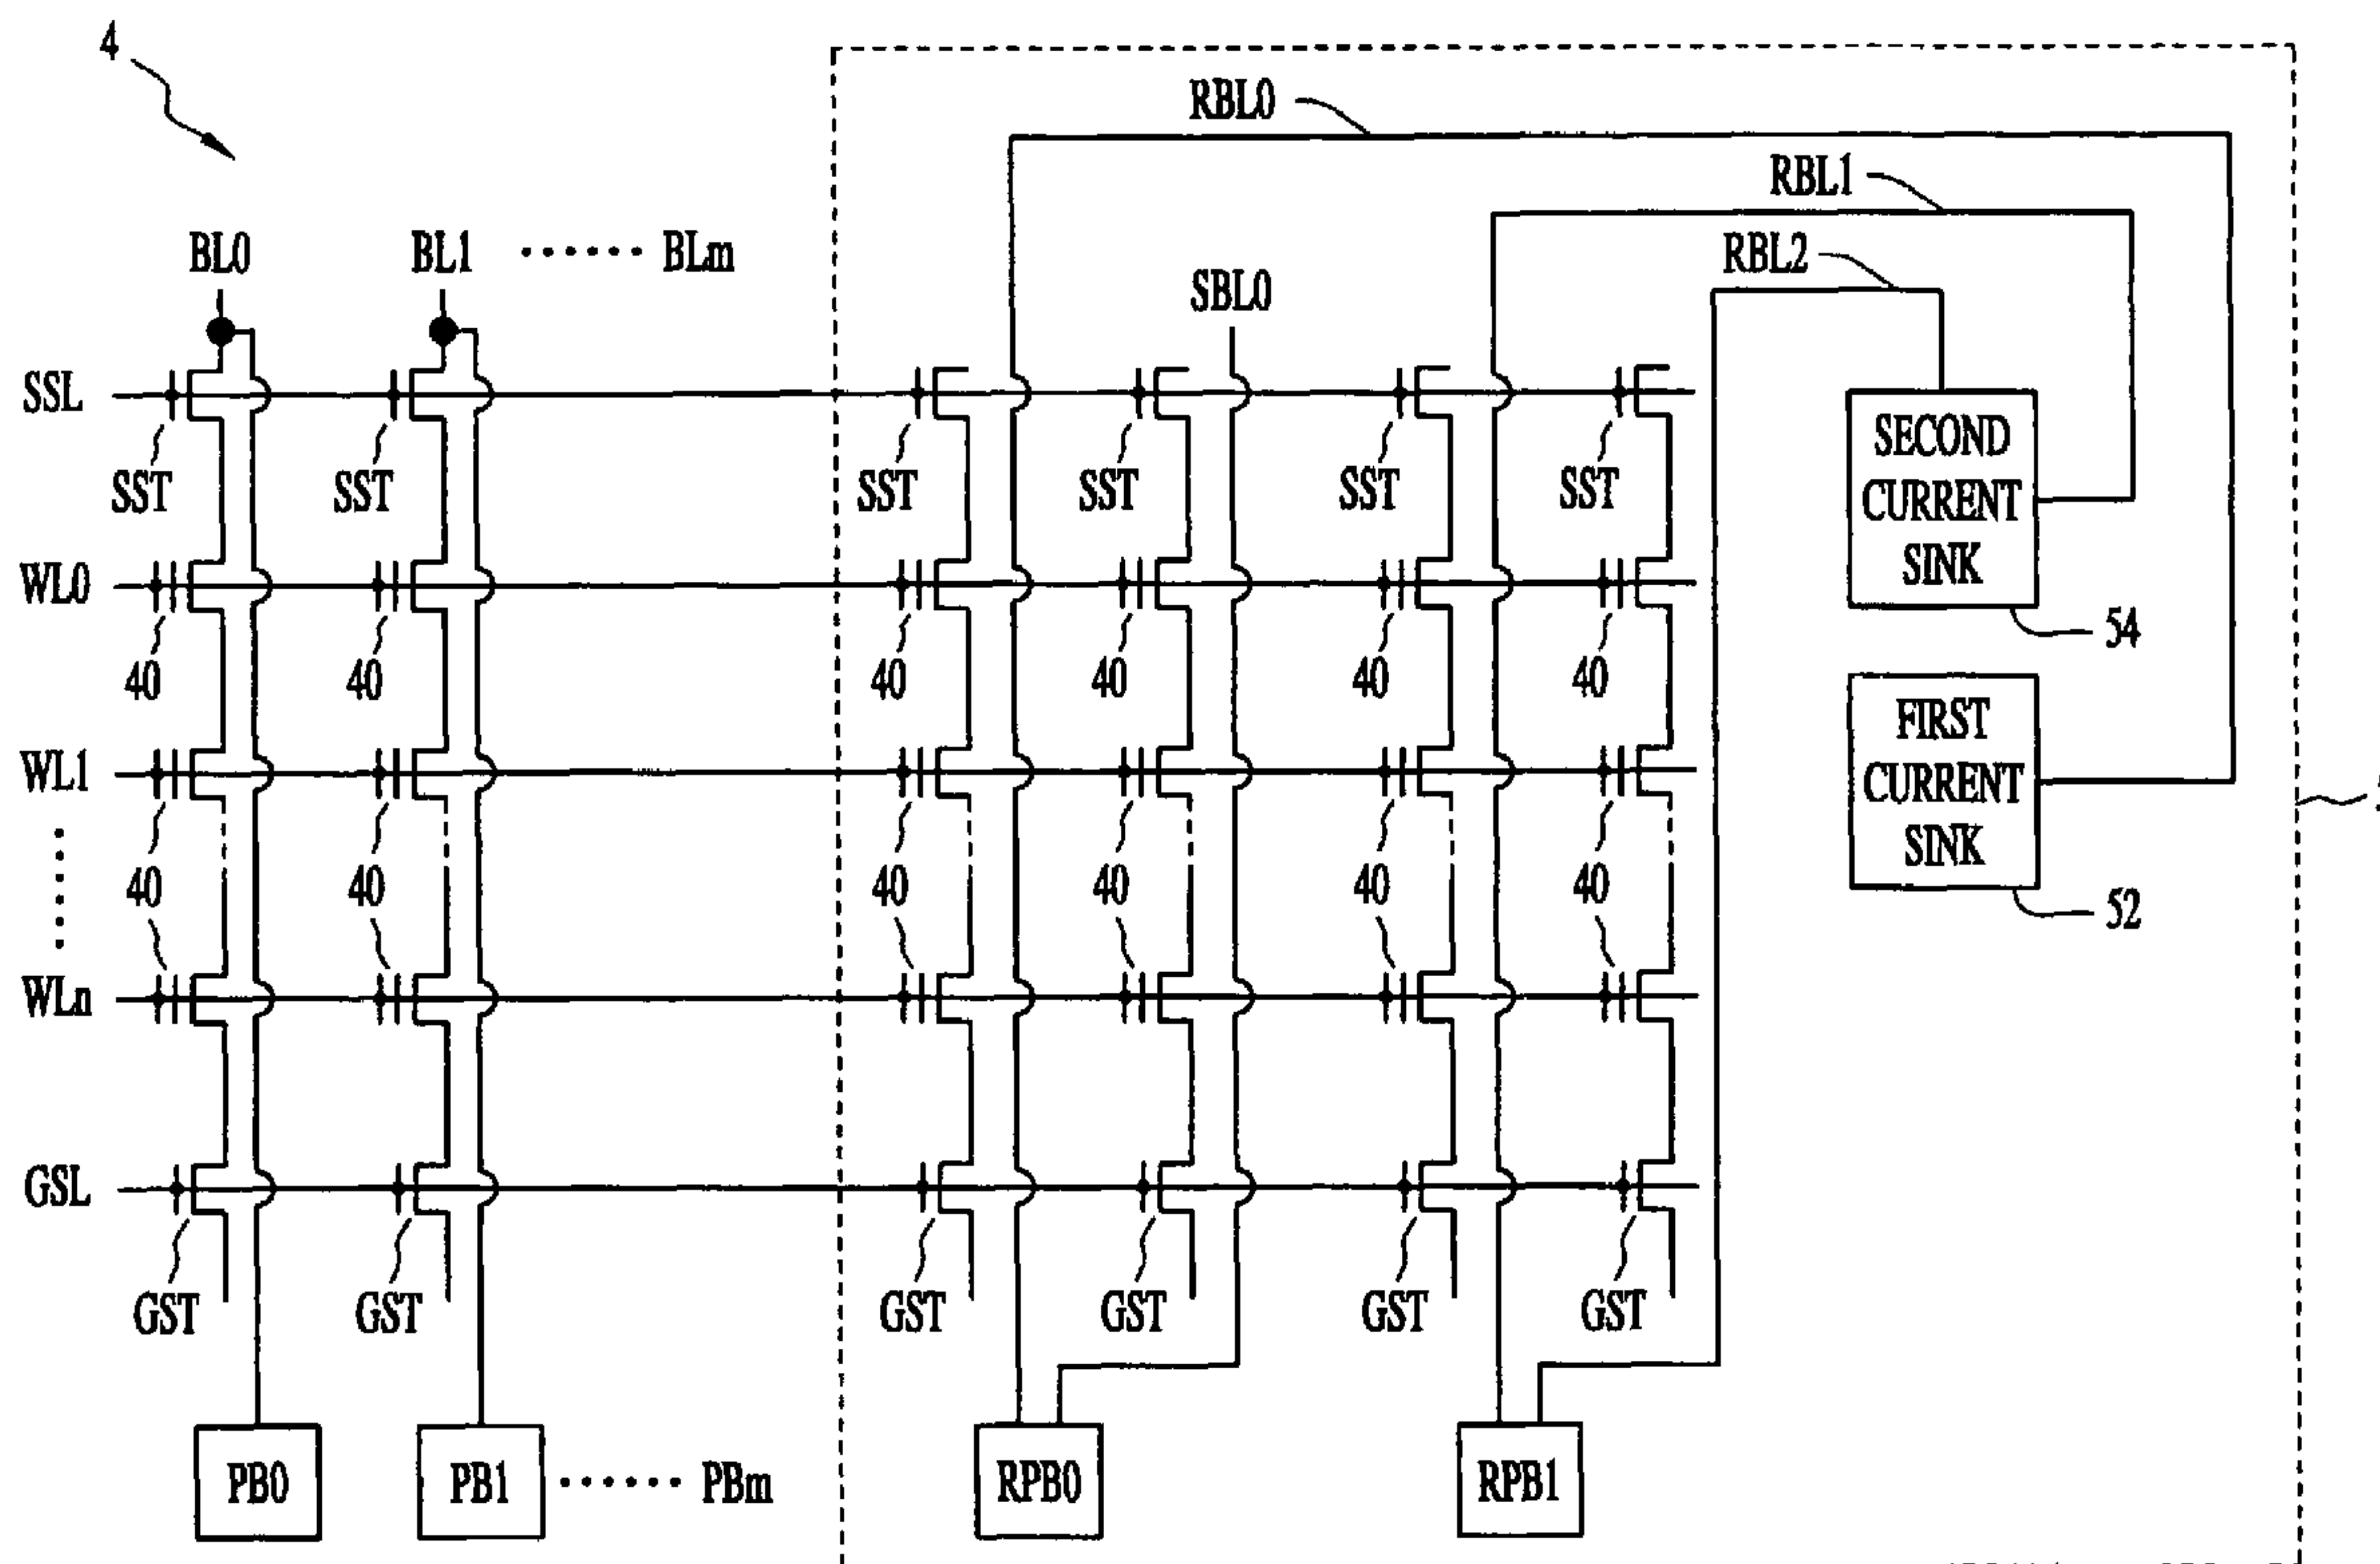 4
RBL0
RBL1
BL0 BL1 ...... BLm
RBL2
SBL0
SSL
SECOND
CURRENT
SINK
SST SST SST SST SST SST
WL0
54
40 40 40 40 40 40
FIRST
CURRENT
SINK
WL1
40 40 40 40 40 40
52
WLn
GSL
GST GST GST GST GST GST
PB0 PB1 ...... PBm RPB0 RPB1